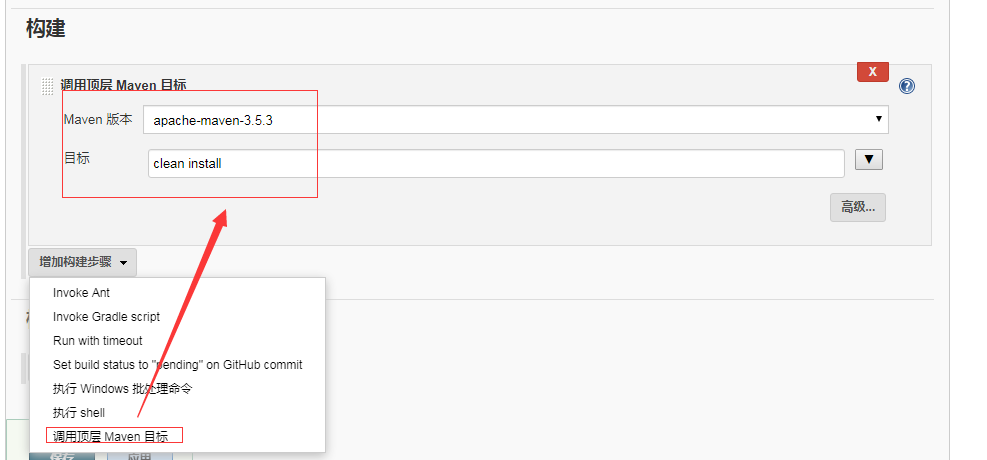 构建
调用顶层 Maven 目标
X
Maven 版本
apache-maven-3.5.3
目标
clean install
高级...
增加构建步骤
Invoke Ant
Invoke Gradle script
Run with timeout
Set build status to "pending" on GitHub commit
执行 Windows 批处理命令
执行 shell
调用顶层 Maven 目标
保存
应用